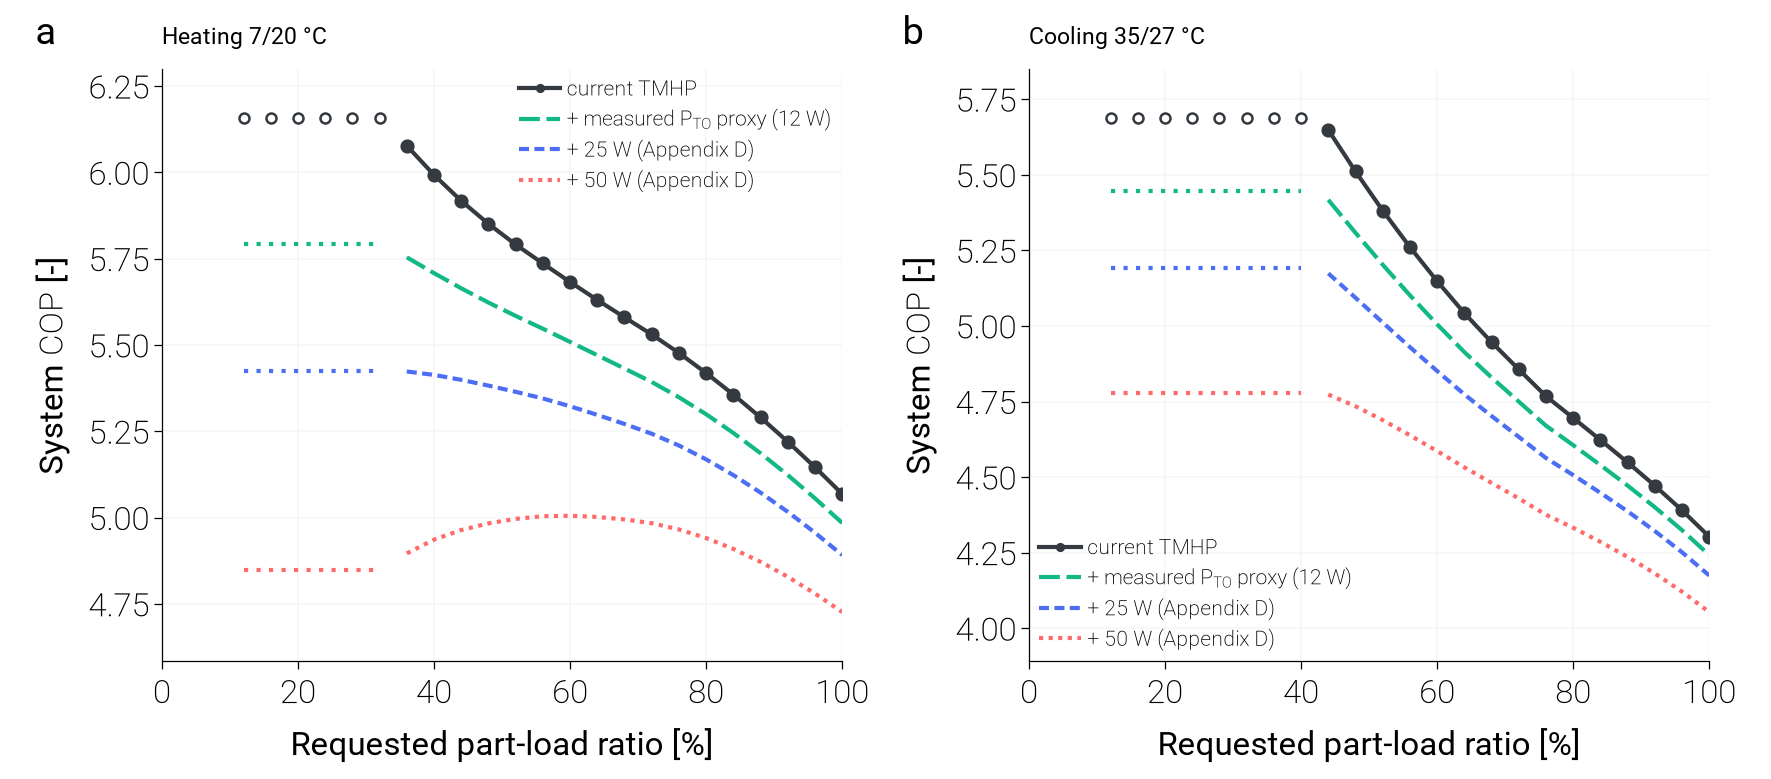 a
Heating 7/20 °C
6.25
6.00
5.75
5.50
5.25
5.00
4.75
System COP [-]
current TMHP
+ measured P_TO proxy (12 W)
+ 25 W (Appendix D)
+ 50 W (Appendix D)
0 20 40 60 80 100
Requested part-load ratio [%]
b
Cooling 35/27 °C
5.75
5.50
5.25
5.00
4.75
4.50
4.25
4.00
System COP [-]
current TMHP
+ measured P_TO proxy (12 W)
+ 25 W (Appendix D)
+ 50 W (Appendix D)
0 20 40 60 80 100
Requested part-load ratio [%]